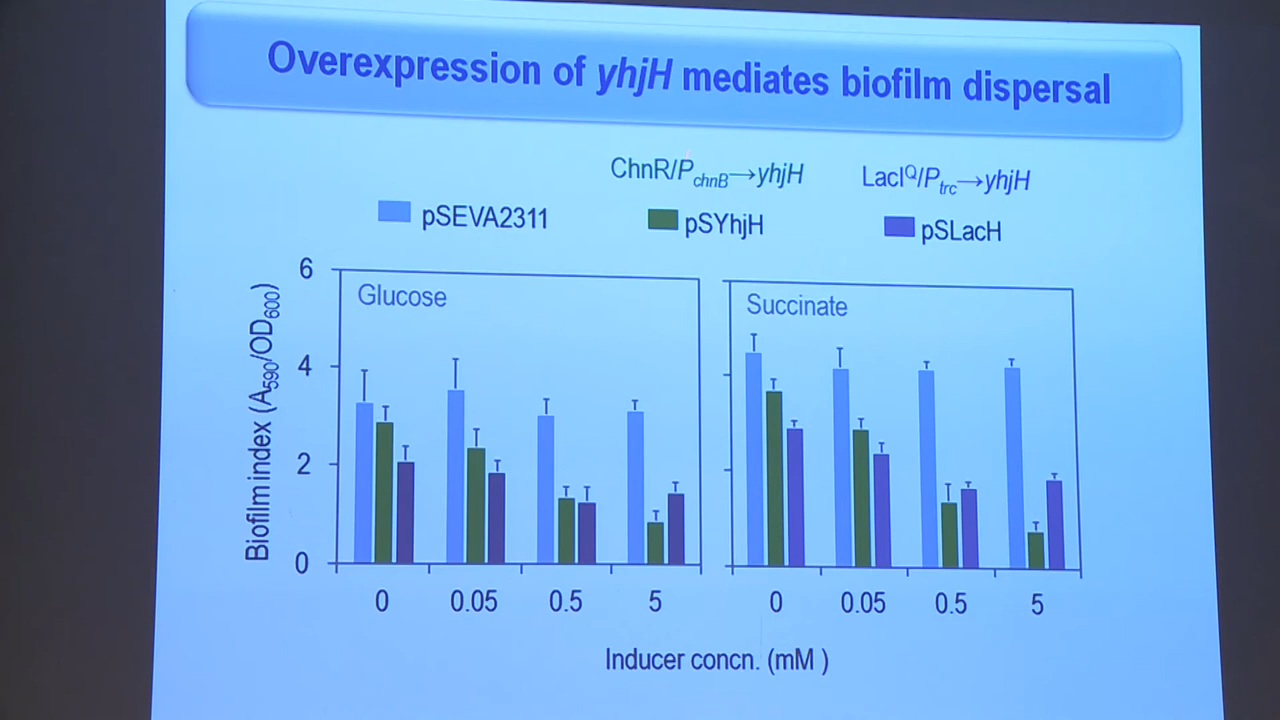 Overexpression of yhjH mediates biofilm dispersal
ChnR/PchnB→yhjH
LacIQ/Ptrc→yhjH
pSEVA2311
pSYhjH
pSLacH
Biofilm index (A590/OD600)
6
4
2
0
Glucose
Succinate
0 0.05 0.5 5
0 0.05 0.5 5
Inducer concn. (mM )